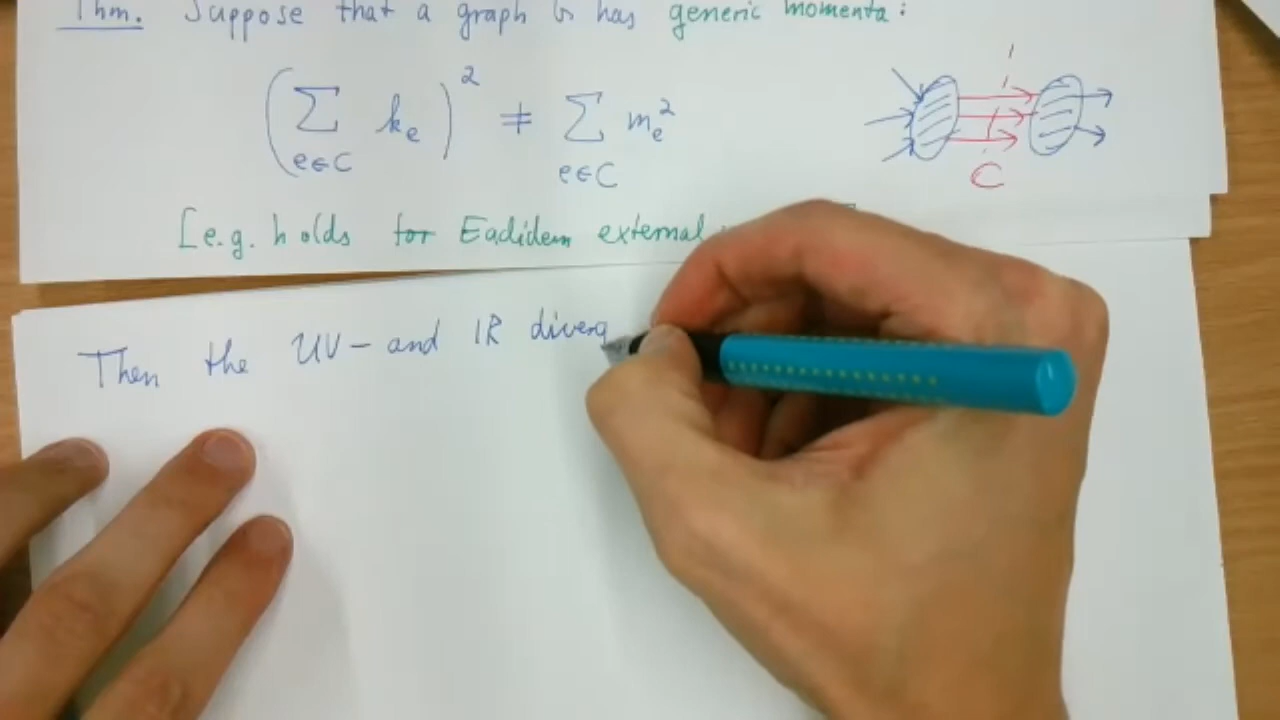 Thm. Suppose that a graph G has generic momenta:
(∑_{e∈C} k_e)^2 ≠ ∑_{e∈C} m_e^2
C
[e.g. holds for Euclidean external
Then the UV- and IR diverg